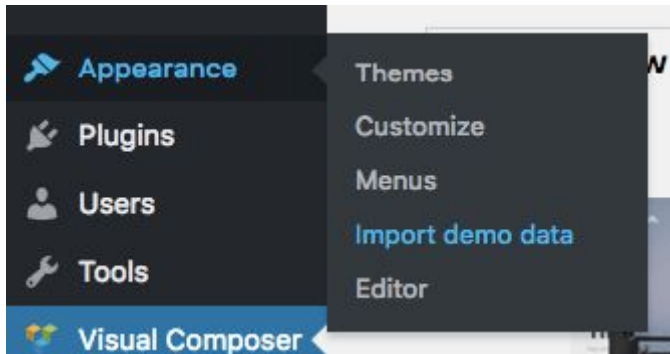 Appearance
Plugins
Users
Tools
Visual Composer
Themes
Customize
Menus
Import demo data
Editor
w